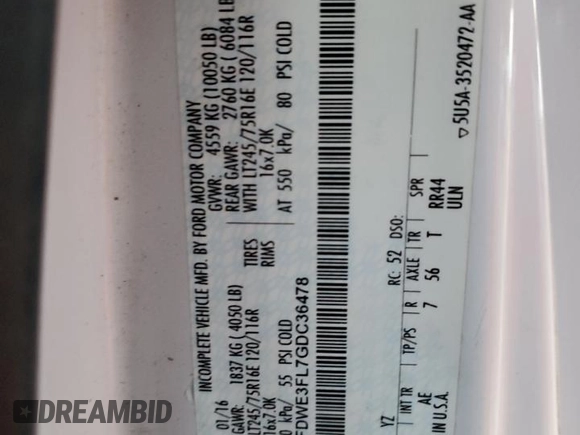 INCOMPLETE VEHICLE MFD. BY FORD MOTOR COMPANY
01/16 GVWR: 4559 KG (10050 LB)
GAWR: 1837 KG (4050 LB) REAR GAWR: 2760 KG (6084 LB
LT245/75R16E 120/116R TIRES WITH LT245/75R16E 120/116R
16x7.0K RIMS 16x7.0K
kPa/ 55 PSI COLD AT 550 kPa/ 80 PSI COLD
FDWE3FL7GDC36478
RC: 52 DSO:
YZ
INT TR TP/PS R AXLE TR SPR
AE 7 56 T RR44
IN U.S.A. ULN
▽5U5A-3520472-AA
DREAMBID